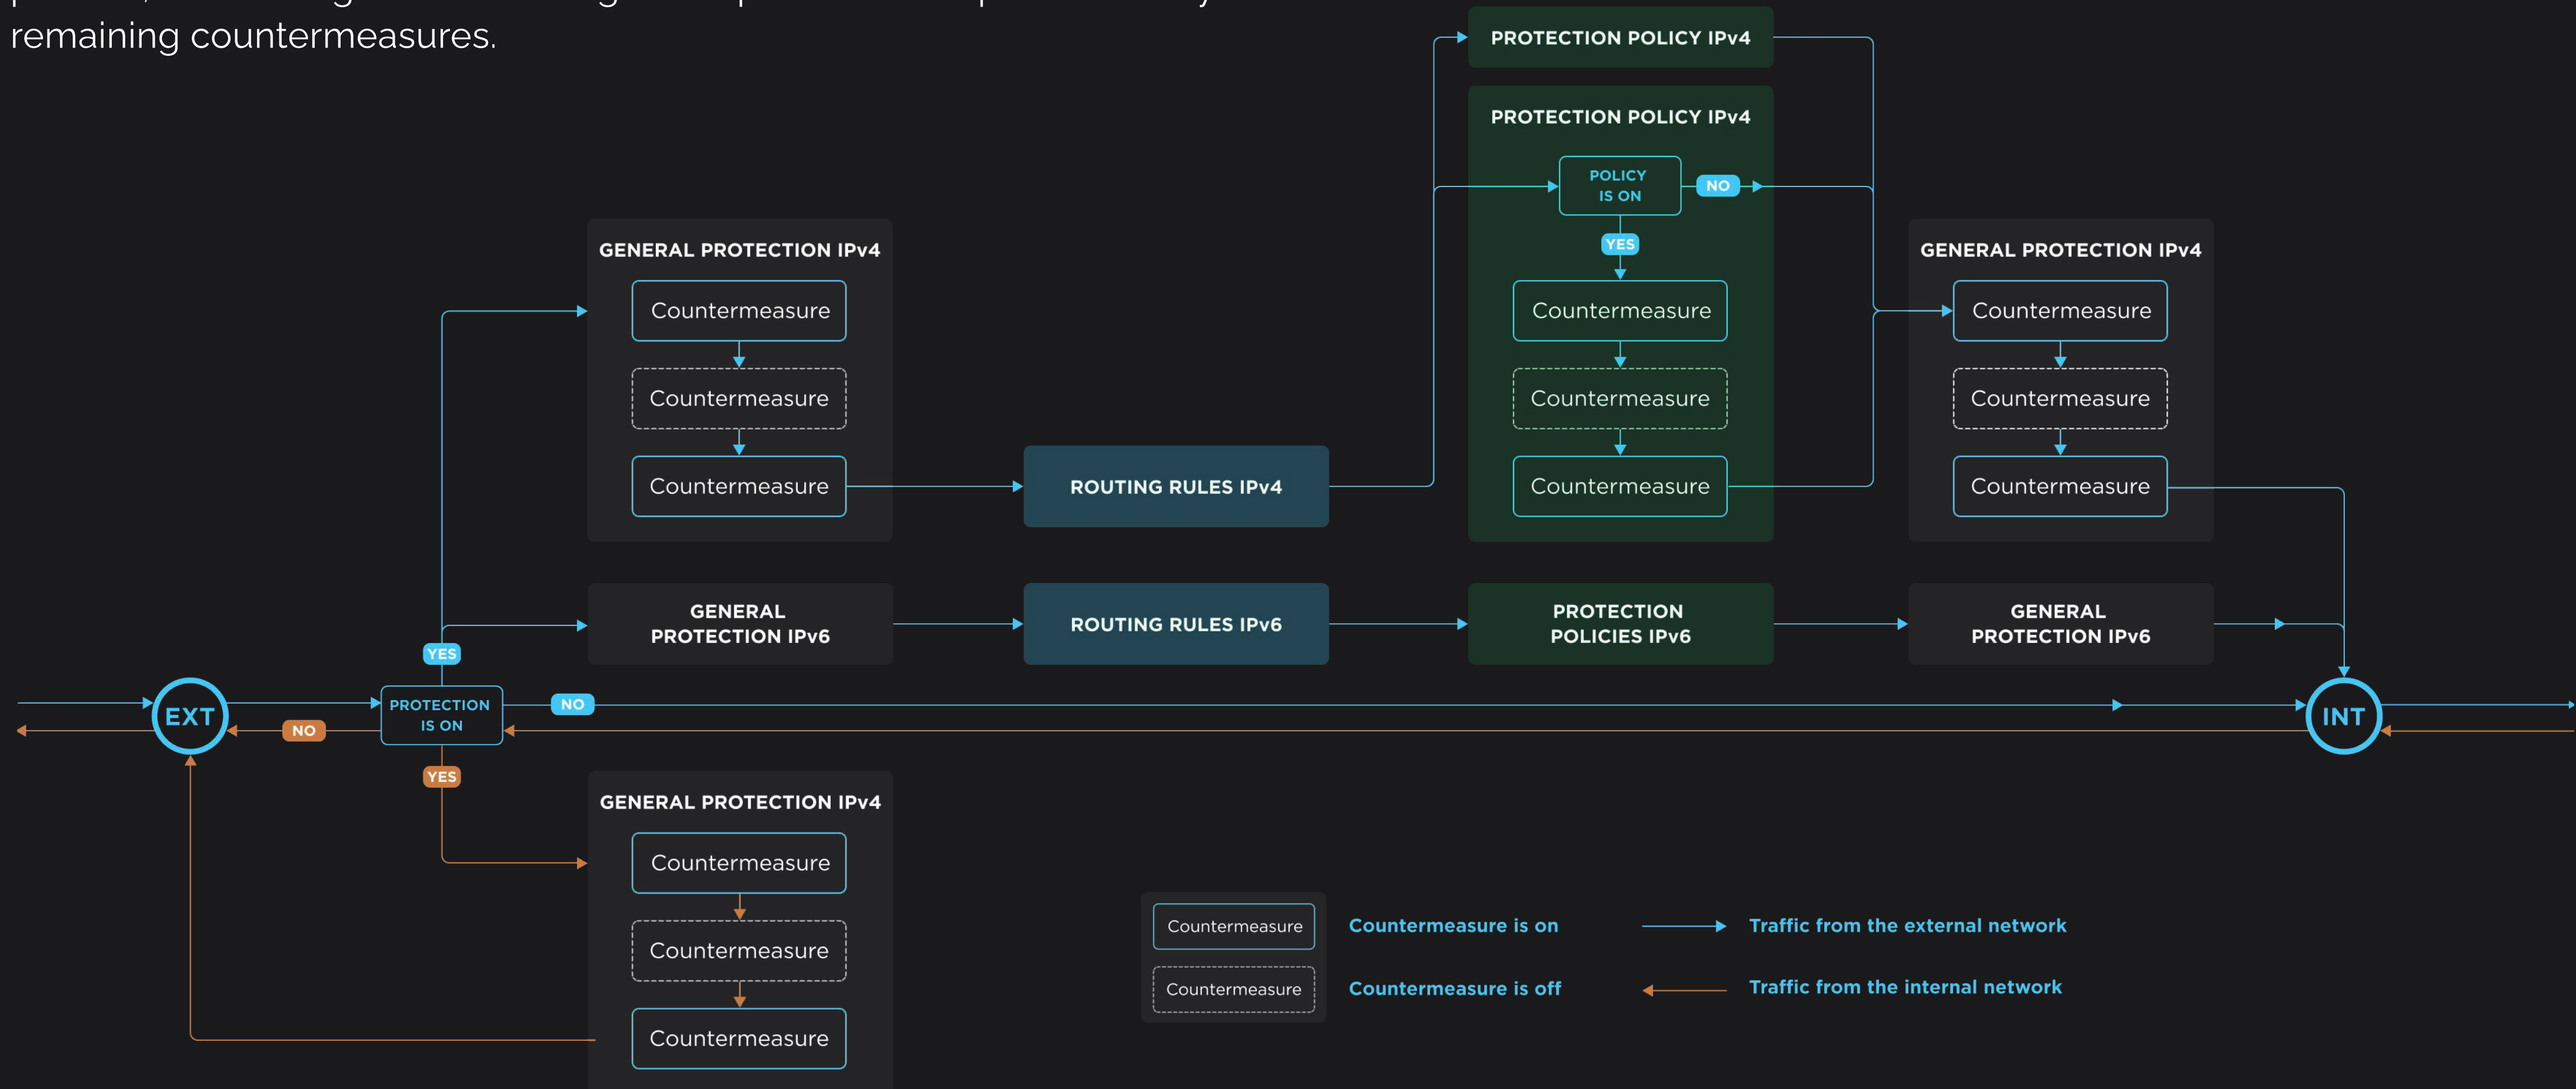 remaining countermeasures.
PROTECTION POLICY IPv4
PROTECTION POLICY IPv4
POLICY
IS ON
NO
YES
Countermeasure
Countermeasure
Countermeasure
GENERAL PROTECTION IPv4
Countermeasure
Countermeasure
Countermeasure
ROUTING RULES IPv4
GENERAL PROTECTION IPv4
Countermeasure
Countermeasure
Countermeasure
GENERAL
PROTECTION IPv6
ROUTING RULES IPv6
PROTECTION
POLICIES IPv6
GENERAL
PROTECTION IPv6
YES
EXT
NO
PROTECTION
IS ON
NO
INT
YES
GENERAL PROTECTION IPv4
Countermeasure
Countermeasure
Countermeasure
Countermeasure
Countermeasure is on
Traffic from the external network
Countermeasure
Countermeasure is off
Traffic from the internal network